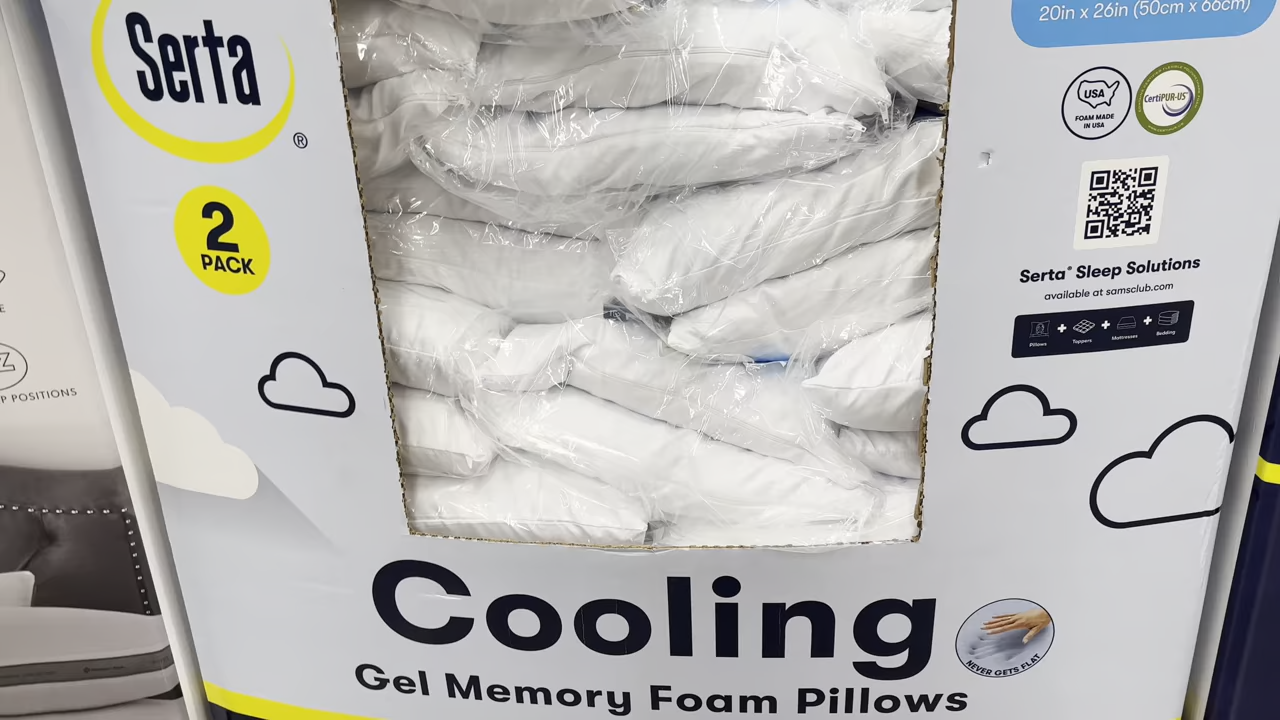 Serta
®
2
PACK
20in x 26in (50cm x 66cm)
USA
FOAM MADE
IN USA
CertiPUR-US
Serta® Sleep Solutions
available at samsclub.com
Pillows + Toppers + Mattresses + Bedding
P POSITIONS
Cooling
NEVER GETS FLAT
Gel Memory Foam Pillows